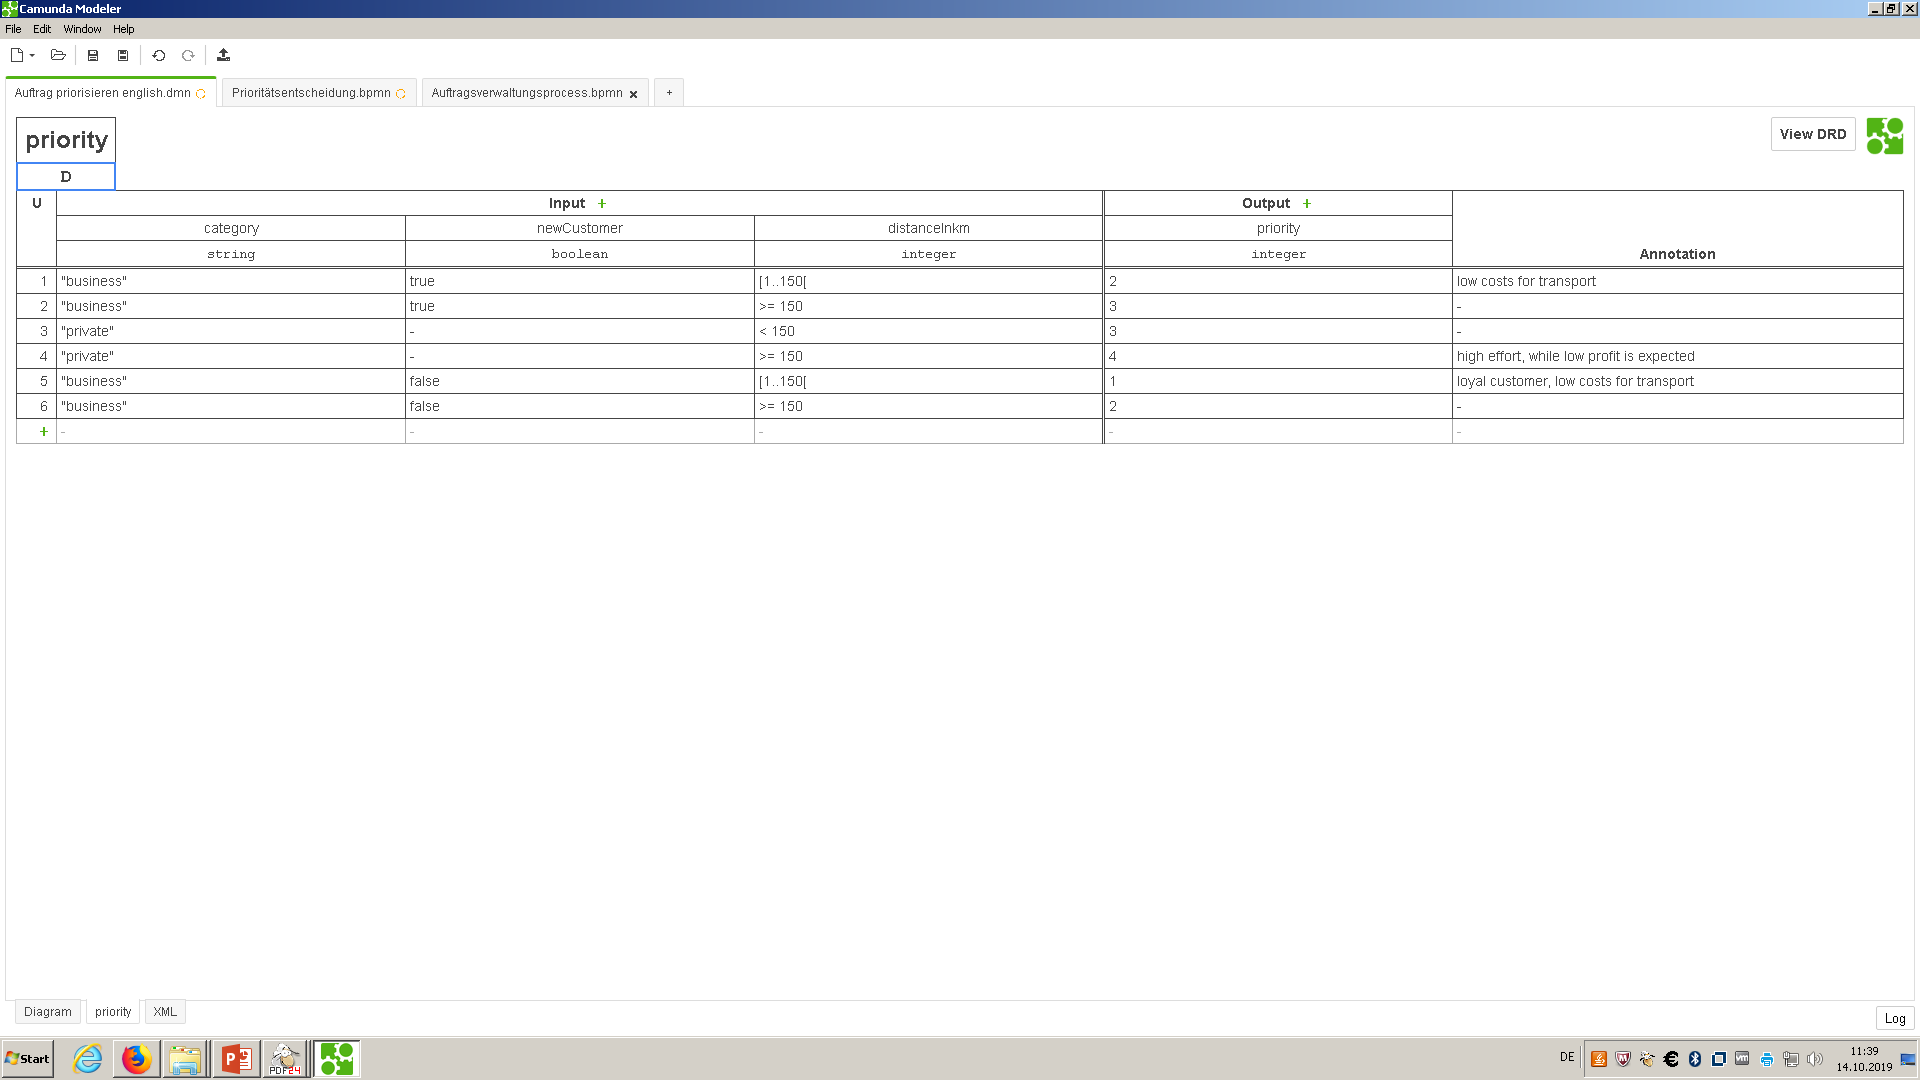 Camunda Modeler
File Edit Window Help
Auftrag priorisieren english.dmn Prioritätsentscheidung.bpmn Auftragsverwaltungsprocess.bpmn x +
priority
View DRD
D
U Input + Output +
category newCustomer distanceInkm priority
string boolean integer integer Annotation
1 "business" true [1..150[ 2 low costs for transport
2 "business" true >= 150 3 -
3 "private" - < 150 3 -
4 "private" - >= 150 4 high effort, while low profit is expected
5 "business" false [1..150[ 1 loyal customer, low costs for transport
6 "business" false >= 150 2 -
+ - - - - -
Diagram priority XML
Log
Start
PDF24
DE
11:39
14.10.2019